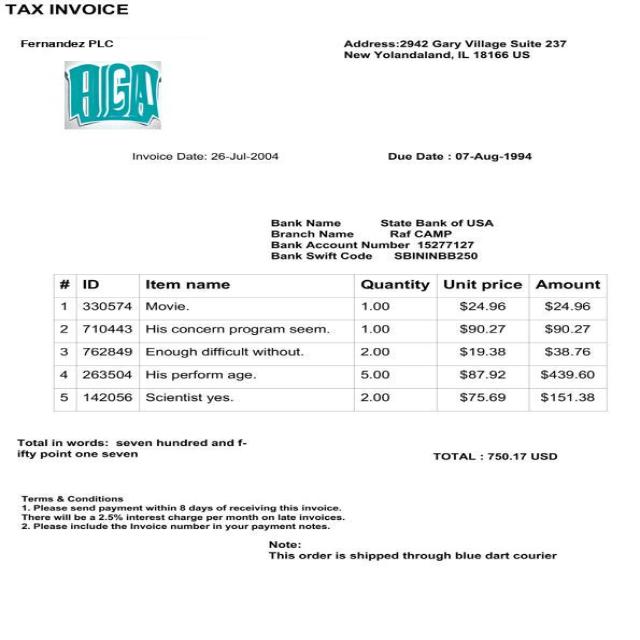 TAX INVOICE
Fernandez PLC
Address:2942 Gary Village Suite 237
New Yolandaland, IL 18166 US
Invoice Date: 26-Jul-2004 Due Date : 07-Aug-1994
Bank Name State Bank of USA
Branch Name Raf CAMP
Bank Account Number 15277127
Bank Swift Code SBININBB250
# ID Item name Quantity Unit price Amount
1 330574 Movie. 1.00 $24.96 $24.96
2 710443 His concern program seem. 1.00 $90.27 $90.27
3 762849 Enough difficult without. 2.00 $19.38 $38.76
4 263504 His perform age. 5.00 $87.92 $439.60
5 142056 Scientist yes. 2.00 $75.69 $151.38
Total in words: seven hundred and f-
ifty point one seven
TOTAL : 750.17 USD
Terms & Conditions
1. Please send payment within 8 days of receiving this invoice.
There will be a 2.5% interest charge per month on late invoices.
2. Please include the Invoice number in your payment notes.
Note:
This order is shipped through blue dart courier